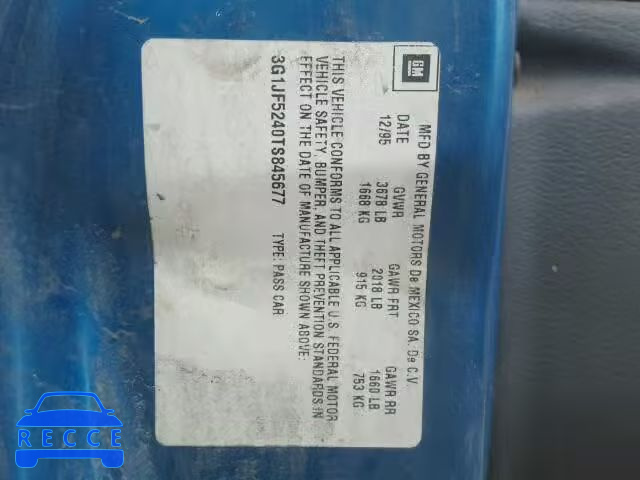 GM
MFD BY GENERAL MOTORS De MEXICO SA. De C.V.
DATE GVWR GAWR FRT GAWR RR
12/95 3678 LB 2018 LB 1660 LB
1668 KG 915 KG 753 KG
THIS VEHICLE CONFORMS TO ALL APPLICABLE U.S. FEDERAL MOTOR
VEHICLE SAFETY, BUMPER, AND THEFT PREVENTION STANDARDS IN
EFFECT ON THE DATE OF MANUFACTURE SHOWN ABOVE:
3G1JF5240TS845677 TYPE: PASS CAR
RECCE